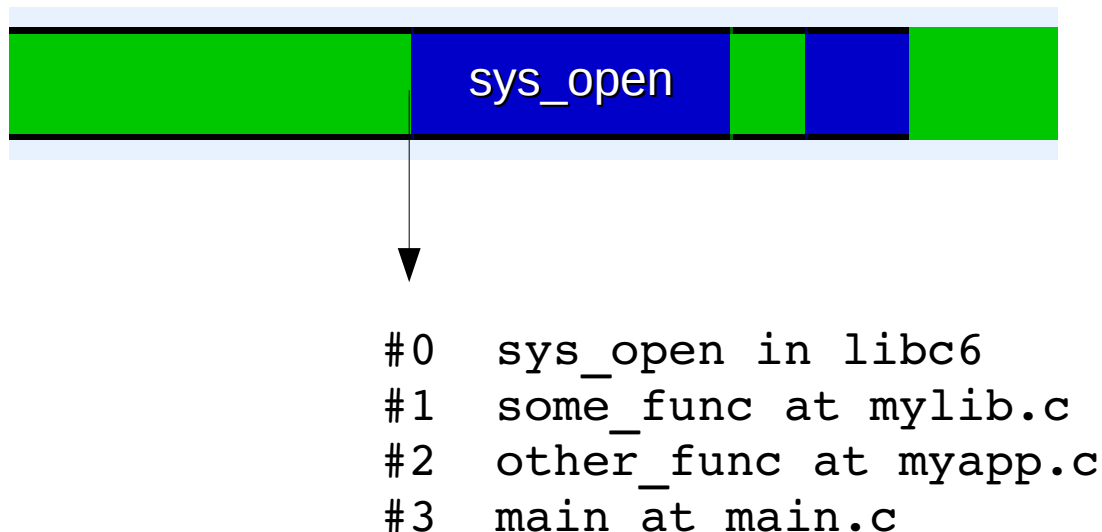 sys_open
#0 sys_open in libc6
#1 some_func at mylib.c
#2 other_func at myapp.c
#3 main at main.c